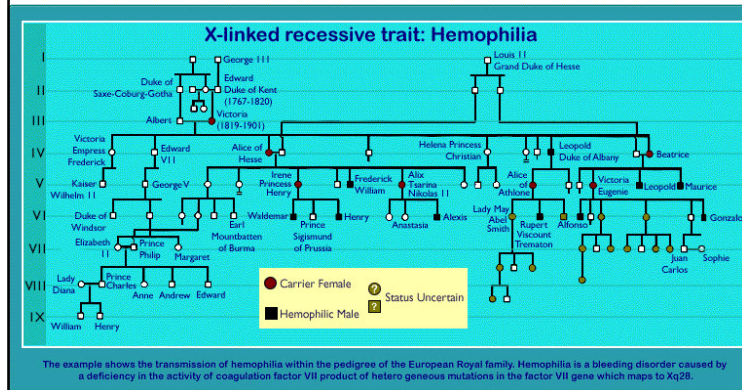 X-linked recessive trait: Hemophilia
I
George III
Louis II
Grand Duke of Hesse
II
Duke of
Saxe-Coburg-Gotha
Edward
Duke of Kent
(1767-1820)
III
Albert
Victoria
(1819-1901)
IV
Victoria
Empress
Frederick
Edward
VII
Alice of
Hesse
Helena Princess
Christian
Leopold
Duke of Albany
Beatrice
V
Kaiser
Wilhelm II
George V
Irene
Princess
Henry
Frederick
William
Alix
Tsarina
Nikolas II
Alice
of
Athlone
Victoria
Eugenie
Leopold
Maurice
VI
Duke of
Windsor
Earl
Mountbatten
of Burma
Waldemar
Prince
Sigismund
of Prussia
Henry
Anastasia
Alexis
Lady May
Abel
Smith
Rupert
Viscount
Trematon
Alfonso
Gonzalo
VII
Elizabeth
II
Prince
Philip
Margaret
Juan
Carlos
Sophie
VIII
Lady
Diana
Prince
Charles
Anne
Andrew
Edward
IX
William
Henry
Carrier Female
Hemophilic Male
?
?
Status Uncertain
The example shows the transmission of hemophilia within the pedigree of the European Royal family. Hemophilia is a bleeding disorder caused by
a deficiency in the activity of coagulation factor VII product of hetero geneous mutations in the factor VII gene which maps to Xq28.